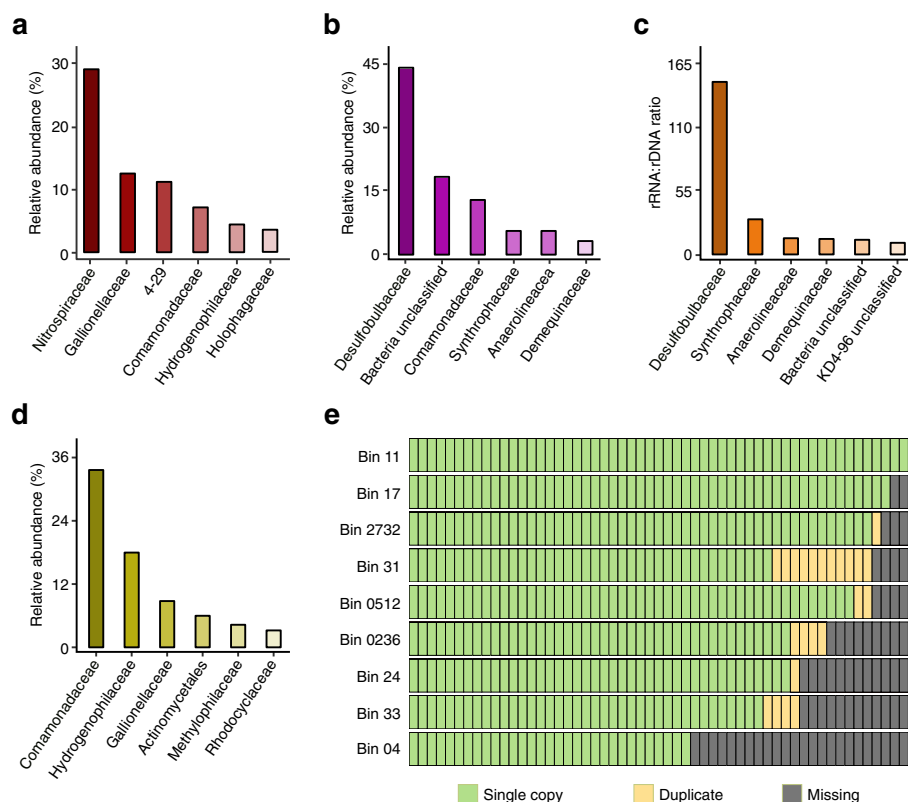 a
Relative abundance (%)
30
20
10
0
Nitrospiraceae
Gallionellaceae
4-29
Comamonadaceae
Hydrogenophilaceae
Holophagaceae
b
Relative abundance (%)
45
30
15
0
Desulfobulbaceae
Bacteria unclassified
Comamonadaceae
Synthrophaceae
Anaerolineacea
Demequinaceae
c
rRNA:rDNA ratio
165
110
55
0
Desulfobulbaceae
Synthrophaceae
Anaerolineaceae
Demequinaceae
Bacteria unclassified
KD4-96 unclassified
d
Relative abundance (%)
36
24
12
0
Comamonadaceae
Hydrogenophilaceae
Gallionellaceae
Actinomycetales
Methylophilaceae
Rhodocyclaceae
e
Bin 11
Bin 17
Bin 2732
Bin 31
Bin 0512
Bin 0236
Bin 24
Bin 33
Bin 04
Single copy
Duplicate
Missing